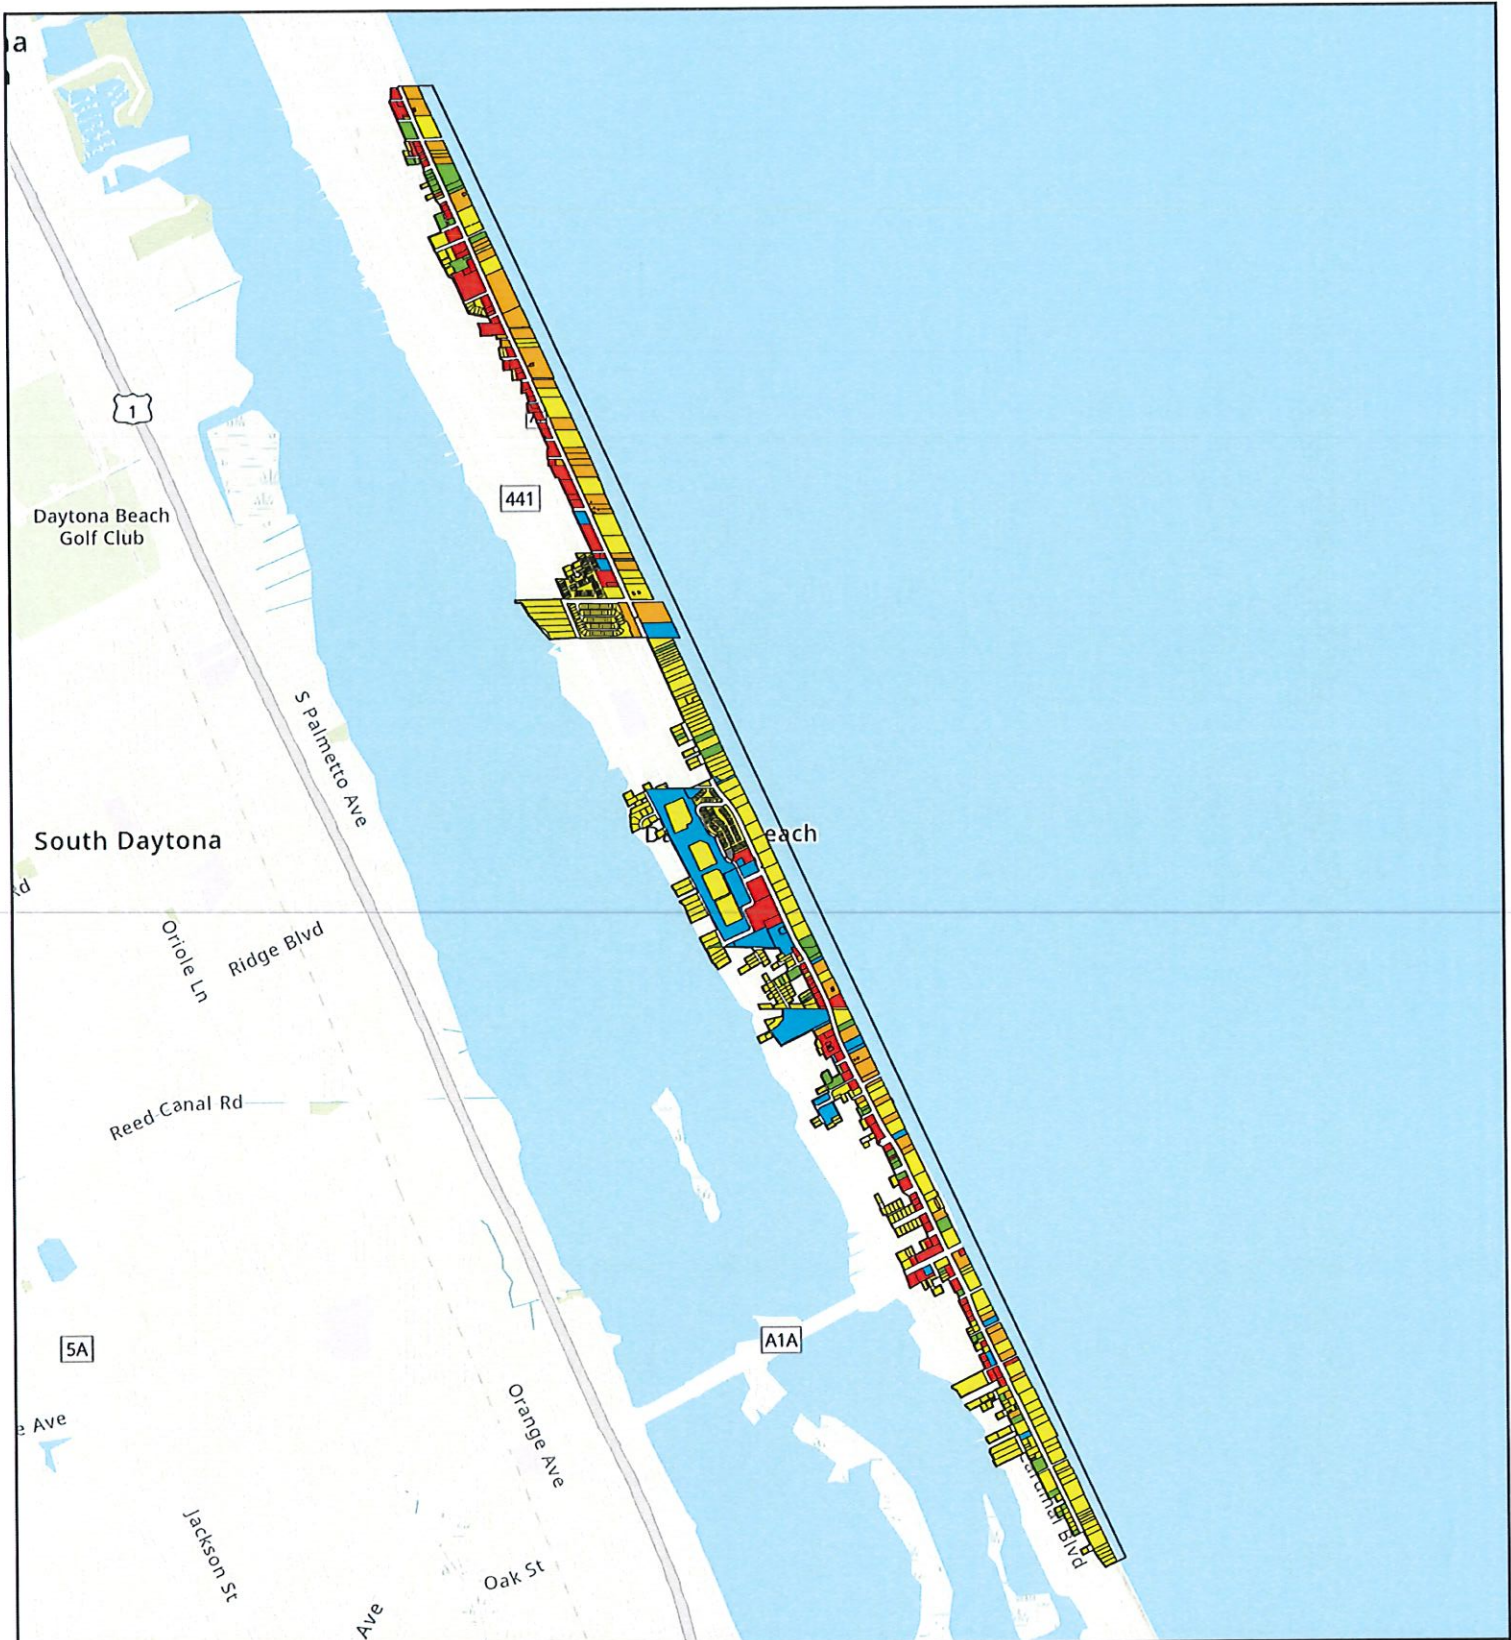 1
441
Daytona Beach
Golf Club
S Palmetto Ave
South Daytona
each
Oriole Ln
Ridge Blvd
Reed Canal Rd
A1A
5A
Orange Ave
e Ave
Jackson St
Oak St
Ave
Blvd